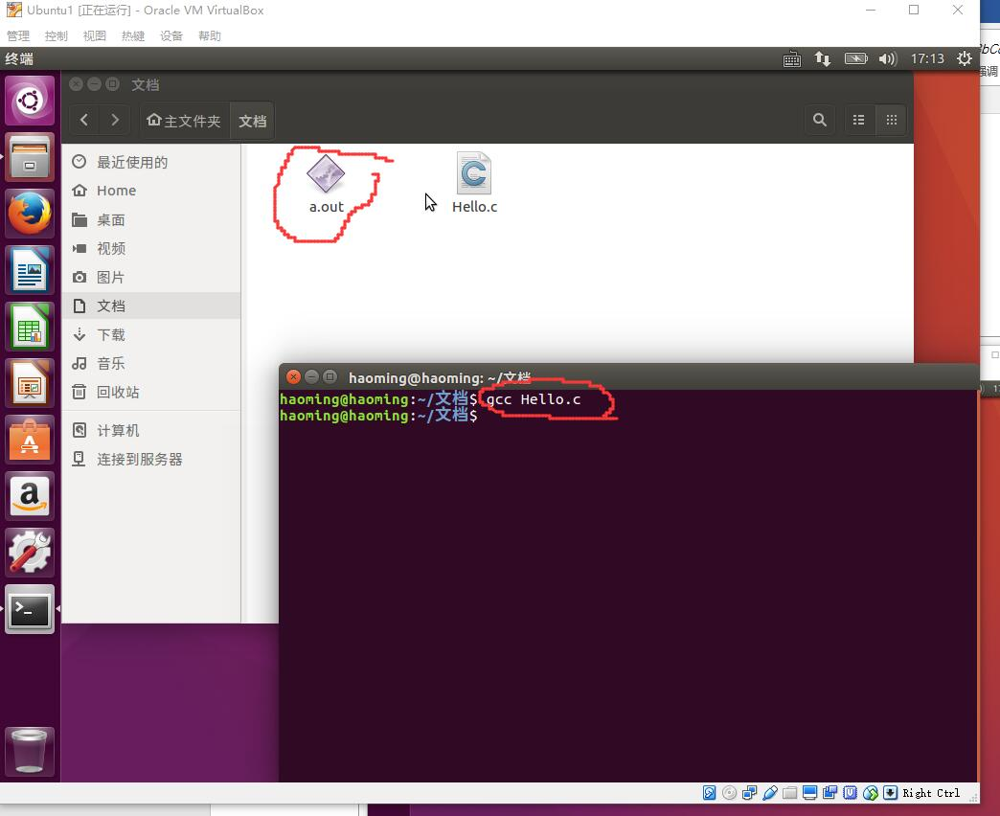 Ubuntu1 [正在运行] - Oracle VM VirtualBox
管理 控制 视图 热键 设备 帮助
终端 17:13
文档
主文件夹 文档
强调
最近使用的
Home
桌面
视频
图片
文档
下载
音乐
回收站
计算机
连接到服务器
a.out Hello.c
haoming@haoming: ~/文档
haoming@haoming:~/文档$ gcc Hello.c
haoming@haoming:~/文档$
Right Ctrl